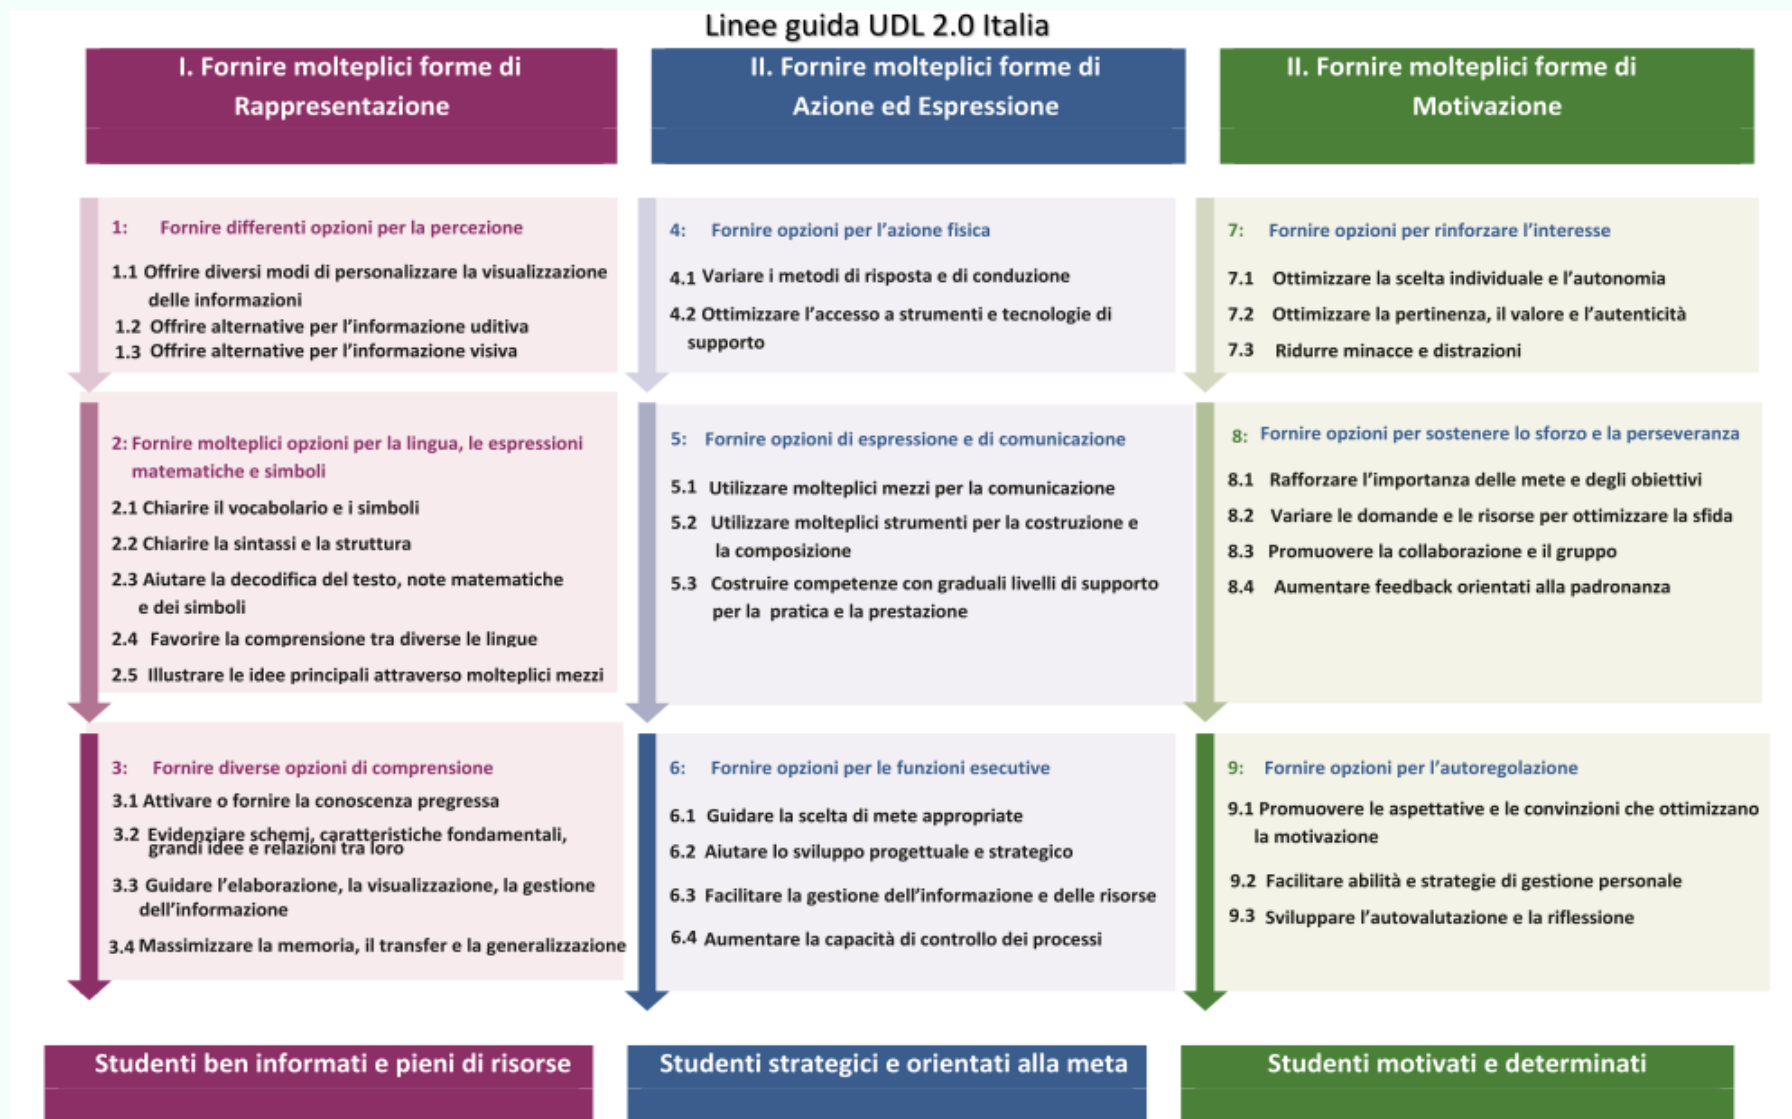 Linee guida UDL 2.0 Italia
I. Fornire molteplici forme di
Rappresentazione
1: Fornire differenti opzioni per la percezione
1.1 Offrire diversi modi di personalizzare la visualizzazione
delle informazioni
1.2 Offrire alternative per l'informazione uditiva
1.3 Offrire alternative per l'informazione visiva
2: Fornire molteplici opzioni per la lingua, le espressioni
matematiche e simboli
2.1 Chiarire il vocabolario e i simboli
2.2 Chiarire la sintassi e la struttura
2.3 Aiutare la decodifica del testo, note matematiche
e dei simboli
2.4 Favorire la comprensione tra diverse le lingue
2.5 Illustrare le idee principali attraverso molteplici mezzi
3: Fornire diverse opzioni di comprensione
3.1 Attivare o fornire la conoscenza pregressa
3.2 Evidenziare schemi, caratteristiche fondamentali,
grandi idee e relazioni tra loro
3.3 Guidare l'elaborazione, la visualizzazione, la gestione
dell'informazione
3.4 Massimizzare la memoria, il transfer e la generalizzazione
Studenti ben informati e pieni di risorse
II. Fornire molteplici forme di
Azione ed Espressione
4: Fornire opzioni per l'azione fisica
4.1 Variare i metodi di risposta e di conduzione
4.2 Ottimizzare l'accesso a strumenti e tecnologie di
supporto
5: Fornire opzioni di espressione e di comunicazione
5.1 Utilizzare molteplici mezzi per la comunicazione
5.2 Utilizzare molteplici strumenti per la costruzione e
la composizione
5.3 Costruire competenze con graduali livelli di supporto
per la pratica e la prestazione
6: Fornire opzioni per le funzioni esecutive
6.1 Guidare la scelta di mete appropriate
6.2 Aiutare lo sviluppo progettuale e strategico
6.3 Facilitare la gestione dell'informazione e delle risorse
6.4 Aumentare la capacità di controllo dei processi
Studenti strategici e orientati alla meta
II. Fornire molteplici forme di
Motivazione
7: Fornire opzioni per rinforzare l'interesse
7.1 Ottimizzare la scelta individuale e l'autonomia
7.2 Ottimizzare la pertinenza, il valore e l'autenticità
7.3 Ridurre minacce e distrazioni
8: Fornire opzioni per sostenere lo sforzo e la perseveranza
8.1 Rafforzare l'importanza delle mete e degli obiettivi
8.2 Variare le domande e le risorse per ottimizzare la sfida
8.3 Promuovere la collaborazione e il gruppo
8.4 Aumentare feedback orientati alla padronanza
9: Fornire opzioni per l'autoregolazione
9.1 Promuovere le aspettative e le convinzioni che ottimizzano
la motivazione
9.2 Facilitare abilità e strategie di gestione personale
9.3 Sviluppare l'autovalutazione e la riflessione
Studenti motivati e determinati